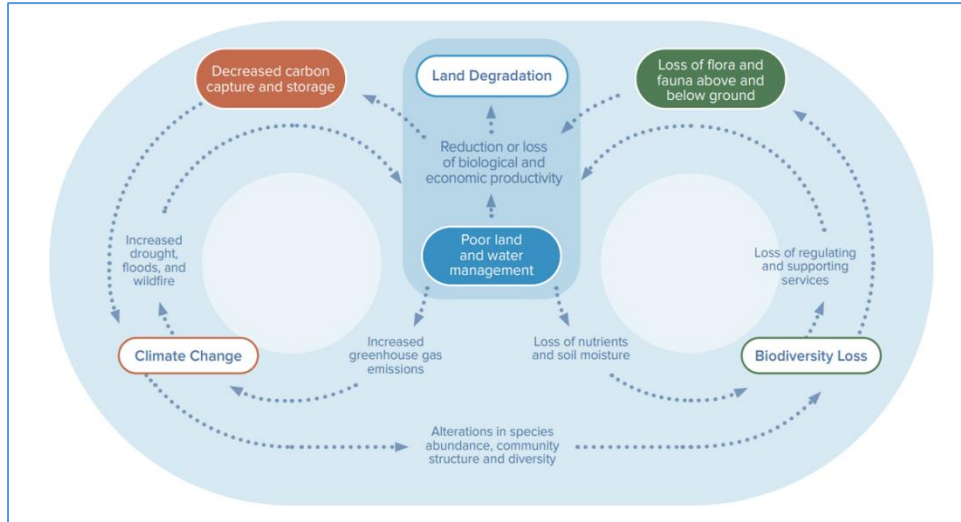 Decreased carbon
capture and storage
Land Degradation
Loss of flora and
fauna above and
below ground
Reduction or loss
of biological and
economic productivity
Poor land
and water
management
Increased
drought,
floods, and
wildfire
Loss of regulating
and supporting
services
Climate Change
Increased
greenhouse gas
emissions
Loss of nutrients
and soil moisture
Biodiversity Loss
Alterations in species
abundance, community
structure and diversity